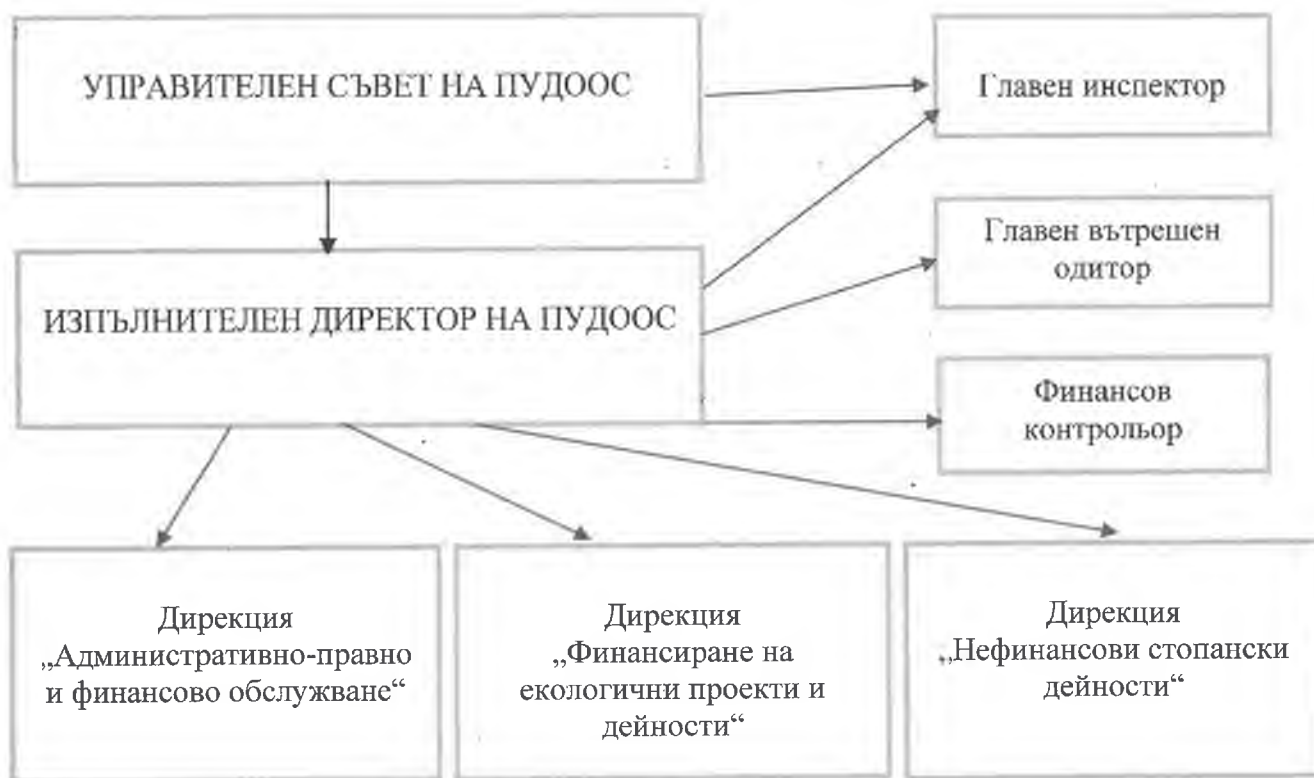 УПРАВИТЕЛЕН СЪВЕТ НА ПУДООС
Главен инспектор
Главен вътрешен
одитор
ИЗПЪЛНИТЕЛЕН ДИРЕКТОР НА ПУДООС
Финансов
контрольор
Дирекция
„Административно-правно
и финансово обслужване“
Дирекция
„Финансиране на
екологични проекти и
дейности“
Дирекция
„Нефинансови стопански
дейности“